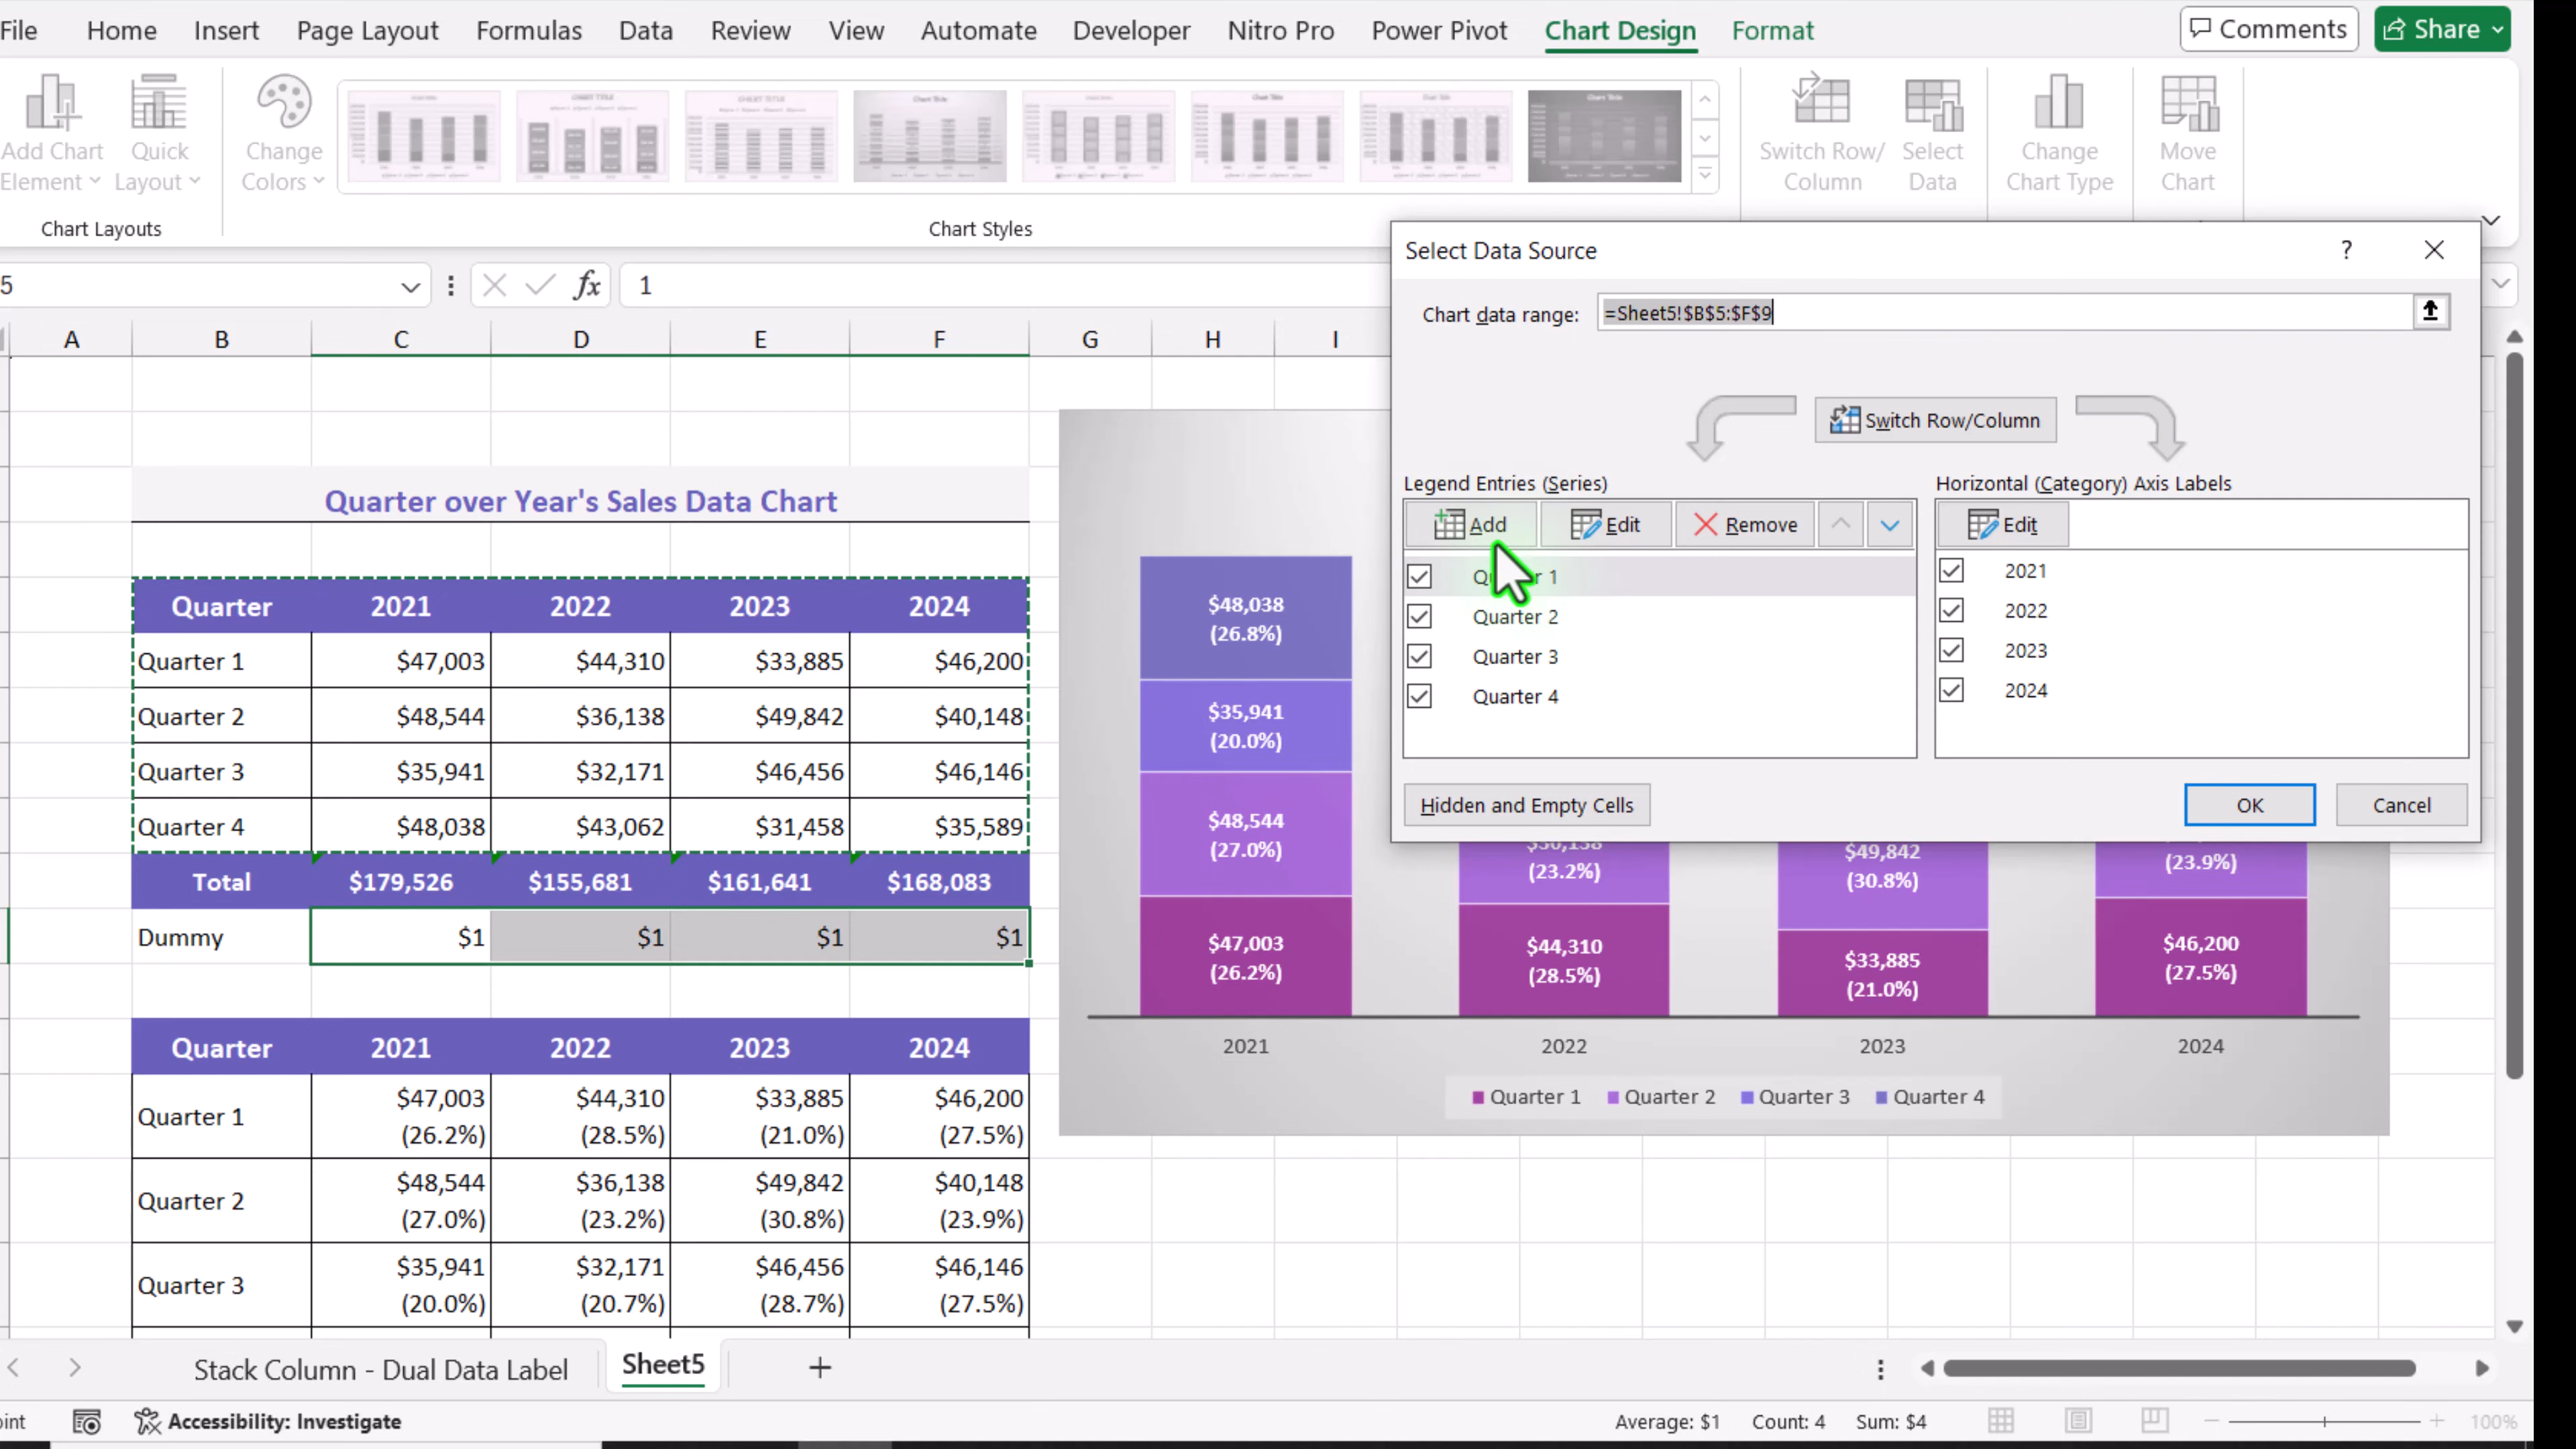 File Home Insert Page Layout Formulas Data Review View Automate Developer Nitro Pro Power Pivot Chart Design Format Comments Share
Add Chart Element
Quick Layout
Change Colors
Switch Row/Column
Select Data
Change Chart Type
Move Chart
Chart Layouts
Chart Styles
5
fx
1
Select Data Source
?
Chart data range: =Sheet5!$B$5:$F$9
Switch Row/Column
Legend Entries (Series)
Add Edit Remove
Quarter 2
Quarter 3
Quarter 4
Horizontal (Category) Axis Labels
Edit
2021
2022
2023
2024
Hidden and Empty Cells
OK
Cancel
A B C D E F G H I
Quarter over Year's Sales Data Chart
Quarter 2021 2022 2023 2024
Quarter 1 $47,003 $44,310 $33,885 $46,200
Quarter 2 $48,544 $36,138 $49,842 $40,148
Quarter 3 $35,941 $32,171 $46,456 $46,146
Quarter 4 $48,038 $43,062 $31,458 $35,589
Total $179,526 $155,681 $161,641 $168,083
Dummy $1 $1 $1 $1
Quarter 2021 2022 2023 2024
Quarter 1 $47,003 $44,310 $33,885 $46,200
(26.2%) (28.5%) (21.0%) (27.5%)
Quarter 2 $48,544 $36,138 $49,842 $40,148
(27.0%) (23.2%) (30.8%) (23.9%)
Quarter 3 $35,941 $32,171 $46,456 $46,146
(20.0%) (20.7%) (28.7%) (27.5%)
$48,038
(26.8%)
$35,941
(20.0%)
$48,544
(27.0%)
$47,003
(26.2%)
$36,138
(23.2%)
$44,310
(28.5%)
$49,842
(30.8%)
$33,885
(21.0%)
(23.9%)
$46,200
(27.5%)
2021 2022 2023 2024
Quarter 1 Quarter 2 Quarter 3 Quarter 4
Stack Column - Dual Data Label Sheet5
Accessibility: Investigate
Average: $1 Count: 4 Sum: $4
100%